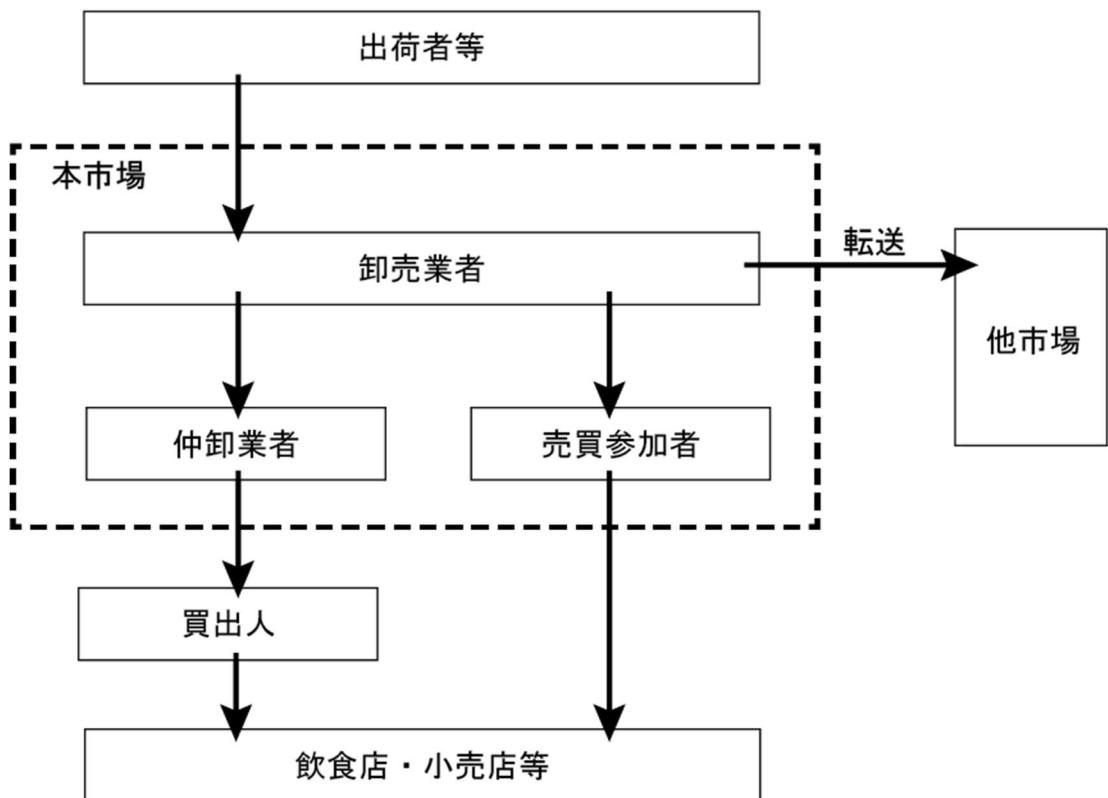 出荷者等
本市場
卸売業者
転送
他市場
仲卸業者
売買参加者
買出人
飲食店・小売店等